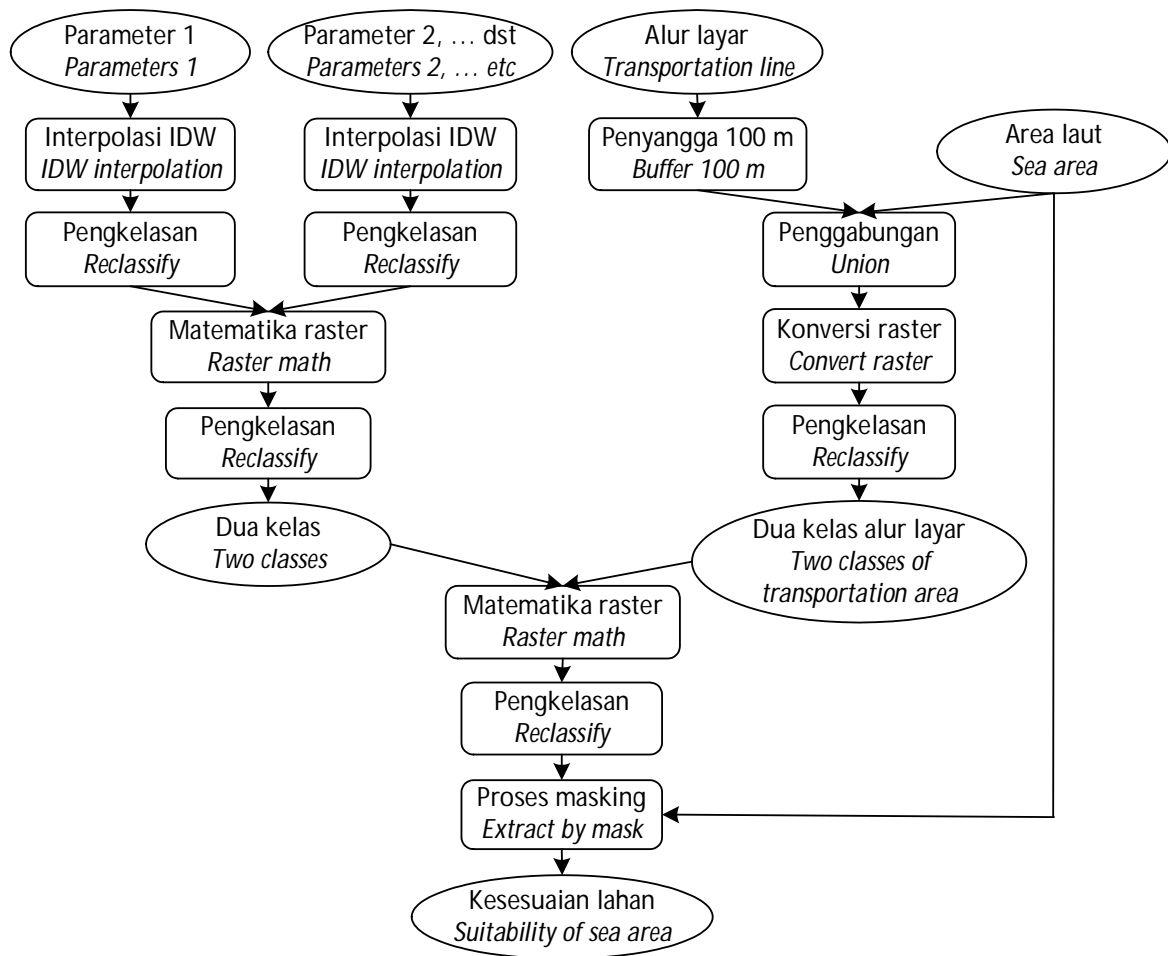 Parameter 1
Parameters 1
Parameter 2, … dst
Parameters 2, … etc
Alur layar
Transportation line
Interpolasi IDW
IDW interpolation
Interpolasi IDW
IDW interpolation
Penyangga 100 m
Buffer 100 m
Area laut
Sea area
Pengkelasan
Reclassify
Pengkelasan
Reclassify
Penggabungan
Union
Matematika raster
Raster math
Konversi raster
Convert raster
Pengkelasan
Reclassify
Pengkelasan
Reclassify
Dua kelas
Two classes
Dua kelas alur layar
Two classes of
transportation area
Matematika raster
Raster math
Pengkelasan
Reclassify
Proses masking
Extract by mask
Kesesuaian lahan
Suitability of sea area